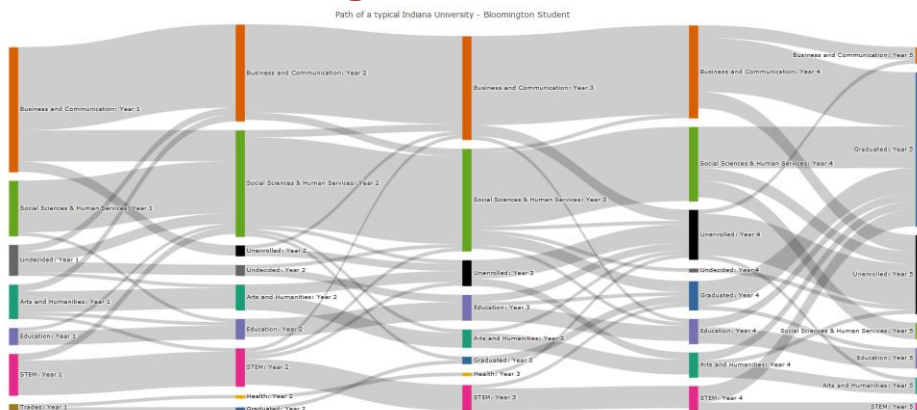 Path of a typical Indiana University - Bloomington Student
Business and Communication: Year 1
Social Sciences & Human Services: Year 1
Undecided: Year 1
Arts and Humanities: Year 1
Education: Year 1
STEM: Year 1
Trades: Year 1
Business and Communication: Year 2
Social Sciences & Human Services: Year 2
Unenrolled: Year 2
Undecided: Year 2
Arts and Humanities: Year 2
Education: Year 2
STEM: Year 2
Health: Year 2
Graduated: Year 2
Business and Communication: Year 3
Social Sciences & Human Services: Year 3
Unenrolled: Year 3
Education: Year 3
Arts and Humanities: Year 3
Graduated: Year 3
Health: Year 3
STEM: Year 3
Business and Communication: Year 4
Social Sciences & Human Services: Year 4
Unenrolled: Year 4
Undecided: Year 4
Graduated: Year 4
Education: Year 4
Arts and Humanities: Year 4
STEM: Year 4
Business and Communication: Year 5
Graduated: Year 5
Unenrolled: Year 5
Social Sciences & Human Services: Year 5
Education: Year 5
Arts and Humanities: Year 5
STEM: Year 5